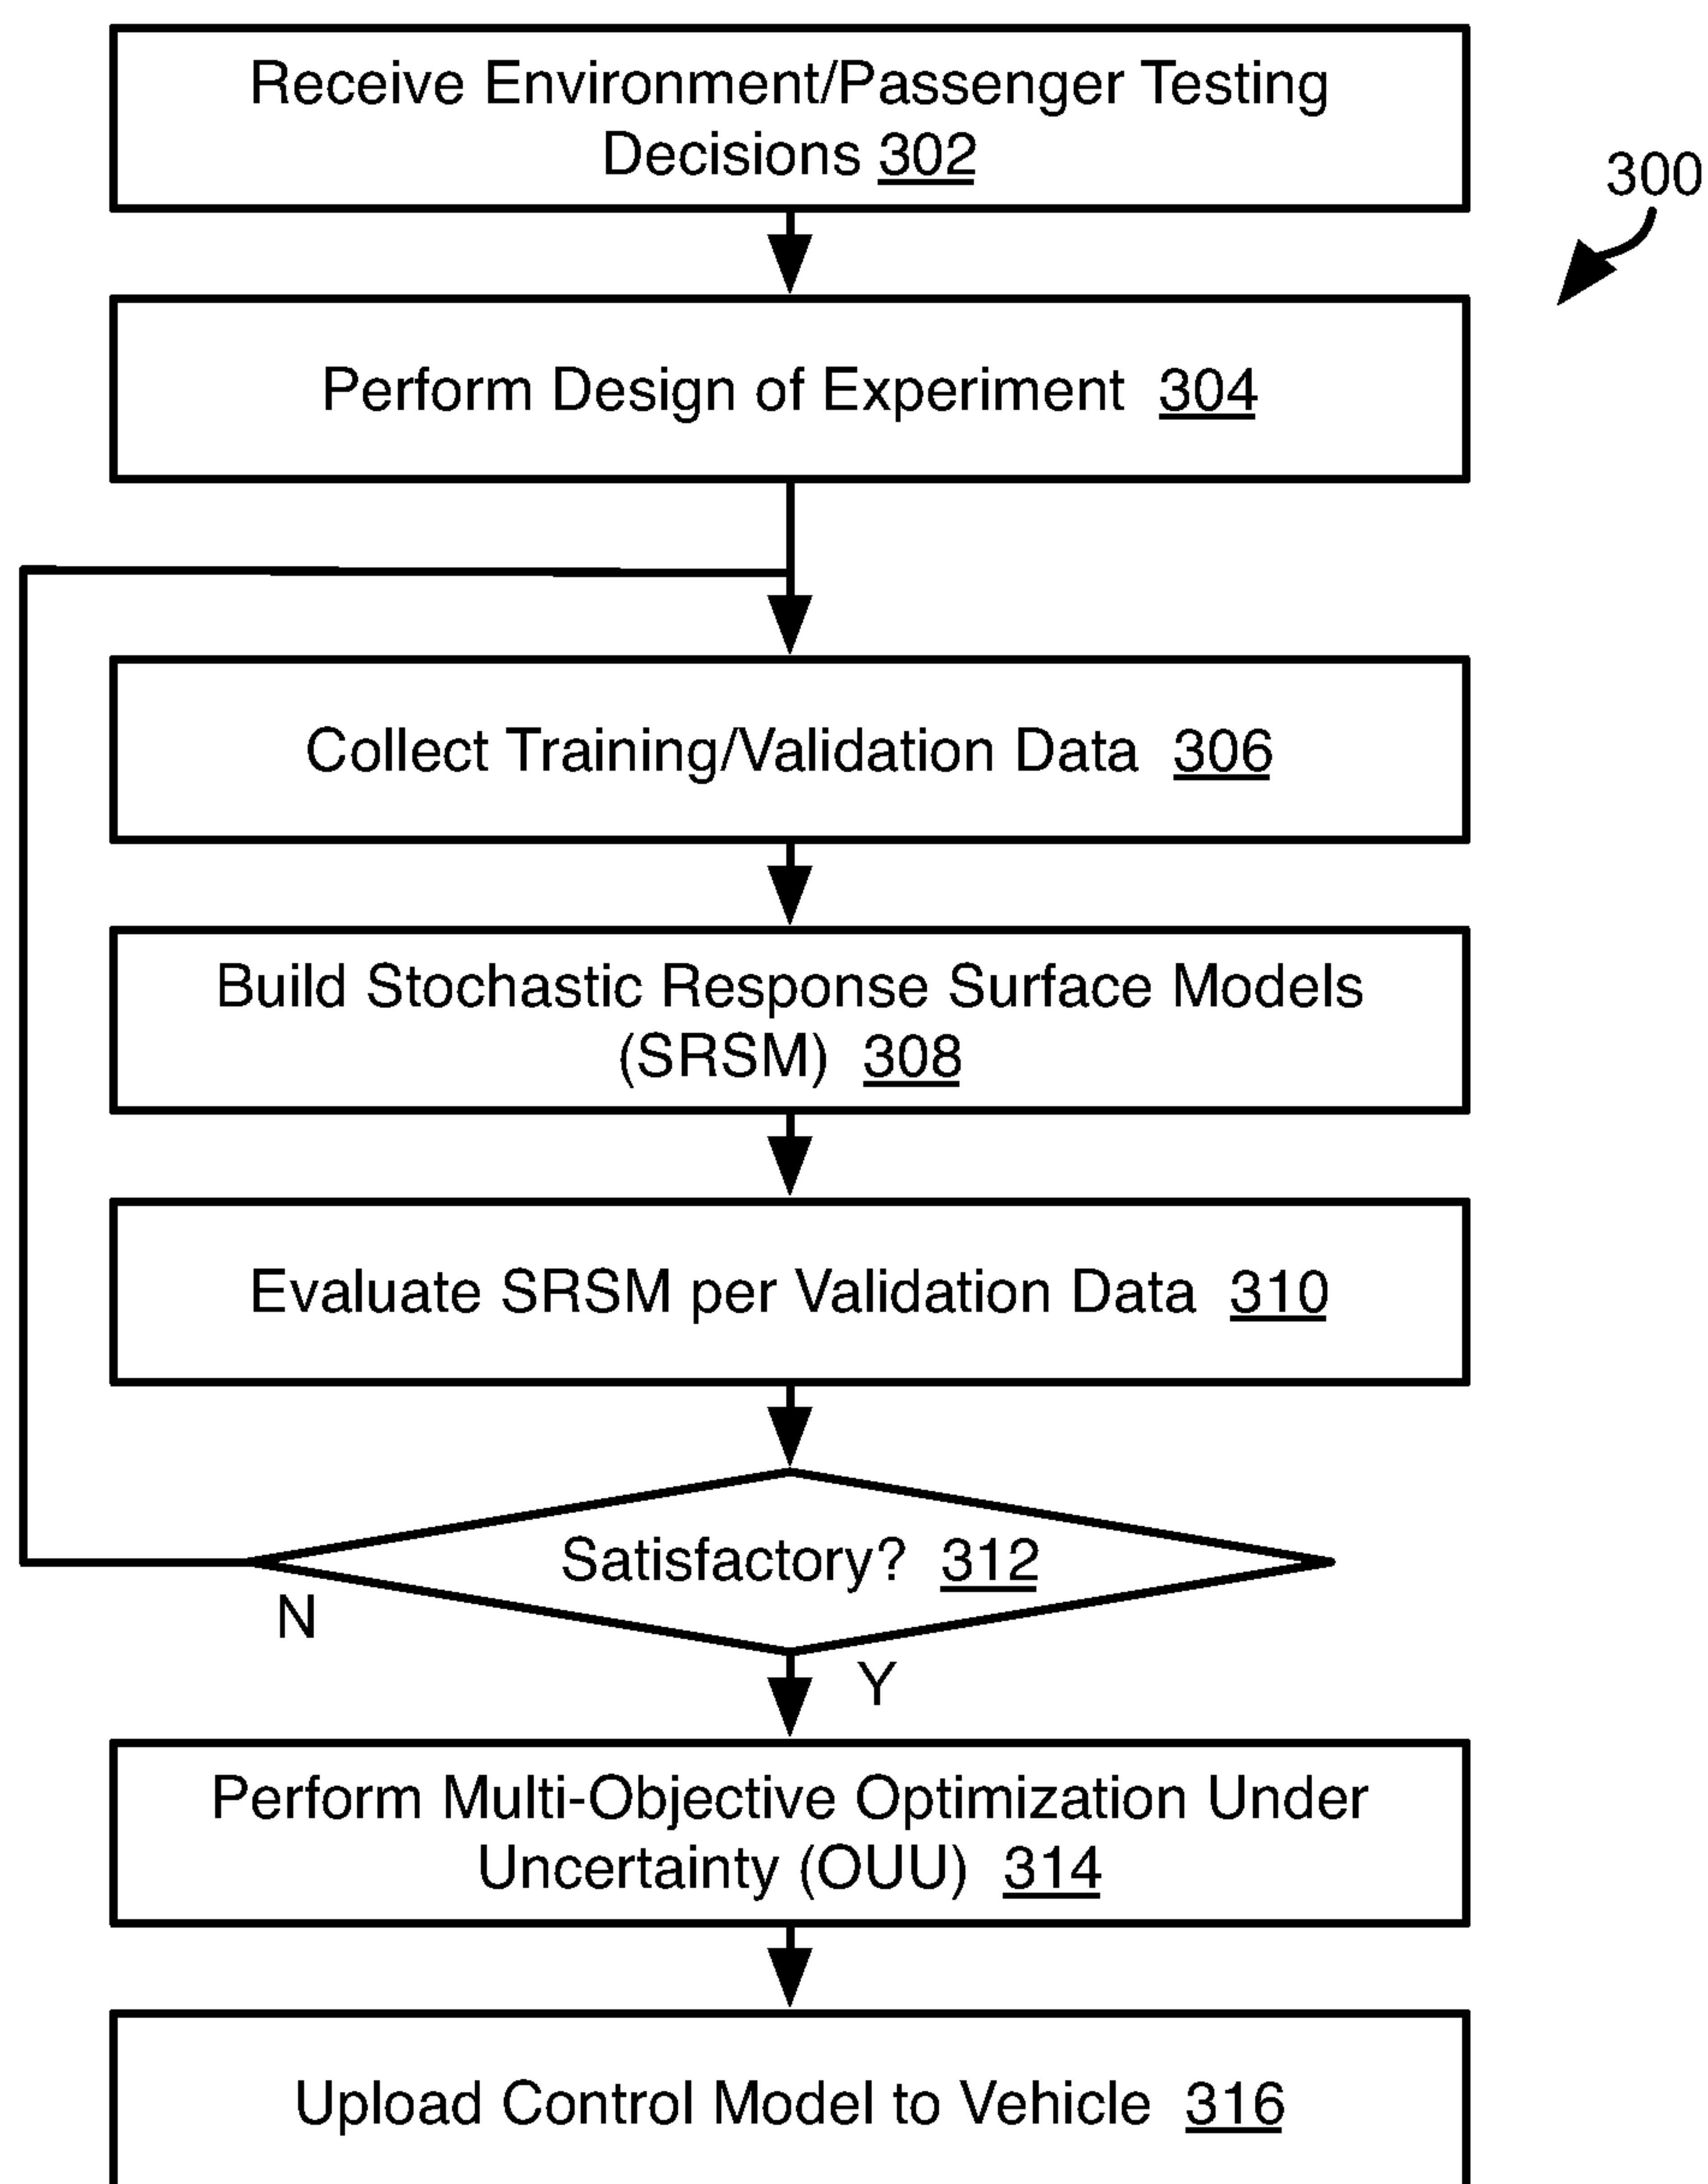 Receive Environment/Passenger Testing
Decisions 302
300
Perform Design of Experiment 304
Collect Training/Validation Data 306
Build Stochastic Response Surface Models
(SRSM) 308
Evaluate SRSM per Validation Data 310
Satisfactory? 312
N
Y
Perform Multi-Objective Optimization Under
Uncertainty (OUU) 314
Upload Control Model to Vehicle 316